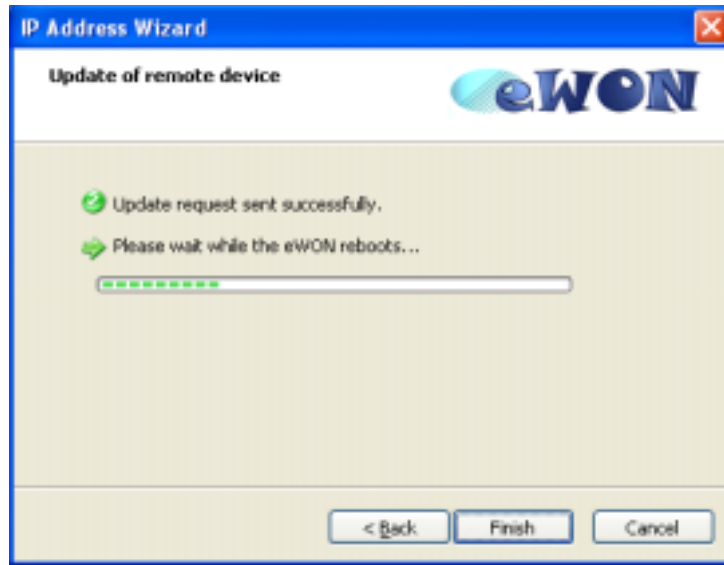 IP Address Wizard
Update of remote device
eWON
Update request sent successfully.
Please wait while the eWON reboots...
< Back
Finish
Cancel